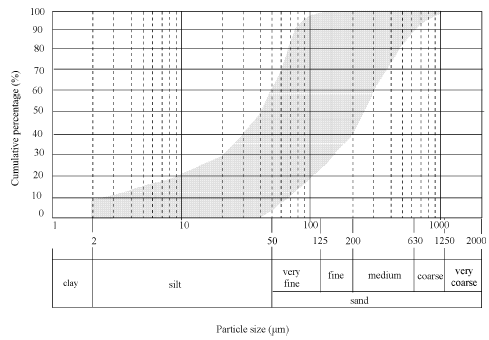 Cumulative percentage (%)
100
90
80
70
60
50
40
30
20
10
0
1 10 100 1000
2 50 125 200 630 1250 2000
clay silt very fine fine medium coarse very coarse
sand
Particle size (µm)